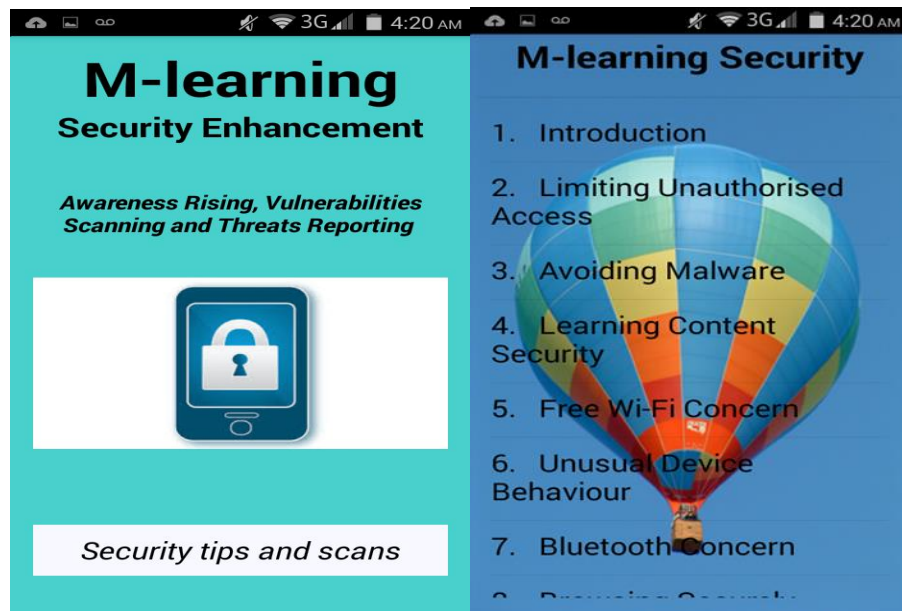 3G 4:20 AM
M-learning
Security Enhancement
Awareness Rising, Vulnerabilities
Scanning and Threats Reporting
Security tips and scans
3G 4:20 AM
M-learning Security
1. Introduction
2. Limiting Unauthorised
Access
3. Avoiding Malware
4. Learning Content
Security
5. Free Wi-Fi Concern
6. Unusual Device
Behaviour
7. Bluetooth Concern